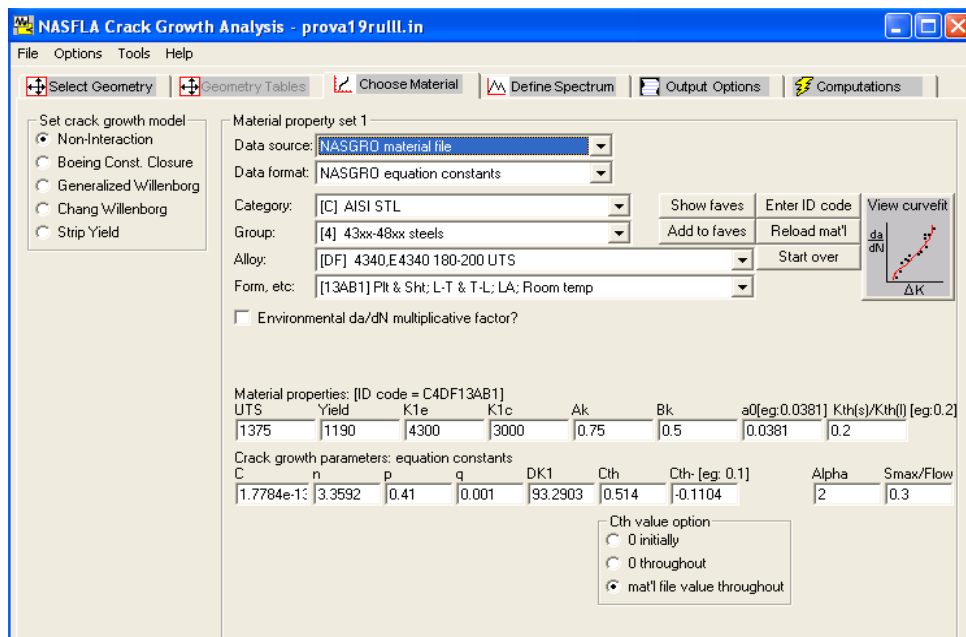 NASFLA Crack Growth Analysis - prova19rulll.in
File Options Tools Help
Select Geometry Geometry Tables Choose Material Define Spectrum Output Options Computations
Set crack growth model
Non-Interaction
Boeing Const. Closure
Generalized Willenborg
Chang Willenborg
Strip Yield
Material property set 1
Data source: NASGRO material file
Data format: NASGRO equation constants
Category: [C] AISI STL
Group: [4] 43xx-48xx steels
Alloy: [DF] 4340,E4340 180-200 UTS
Form, etc: [13AB1] Plt & Sht; L-T & T-L; LA; Room temp
Show faves Enter ID code
Add to faves Reload mat'l
Start over
View curvefit
da
dN
ΔK
Environmental da/dN multiplicative factor?
Material properties: [ID code = C4DF13AB1]
UTS Yield K1e K1c Ak Bk a0[eg:0.0381] Kth(s)/Kth(l) [eg:0.2]
1375 1190 4300 3000 0.75 0.5 0.0381 0.2
Crack growth parameters: equation constants
C n p q DK1 Cth Cth- [eg: 0.1] Alpha Smax/Flow
1.7784e-13 3.3592 0.41 0.001 93.2903 0.514 -0.1104 2 0.3
Cth value option
0 initially
0 throughout
mat'l file value throughout